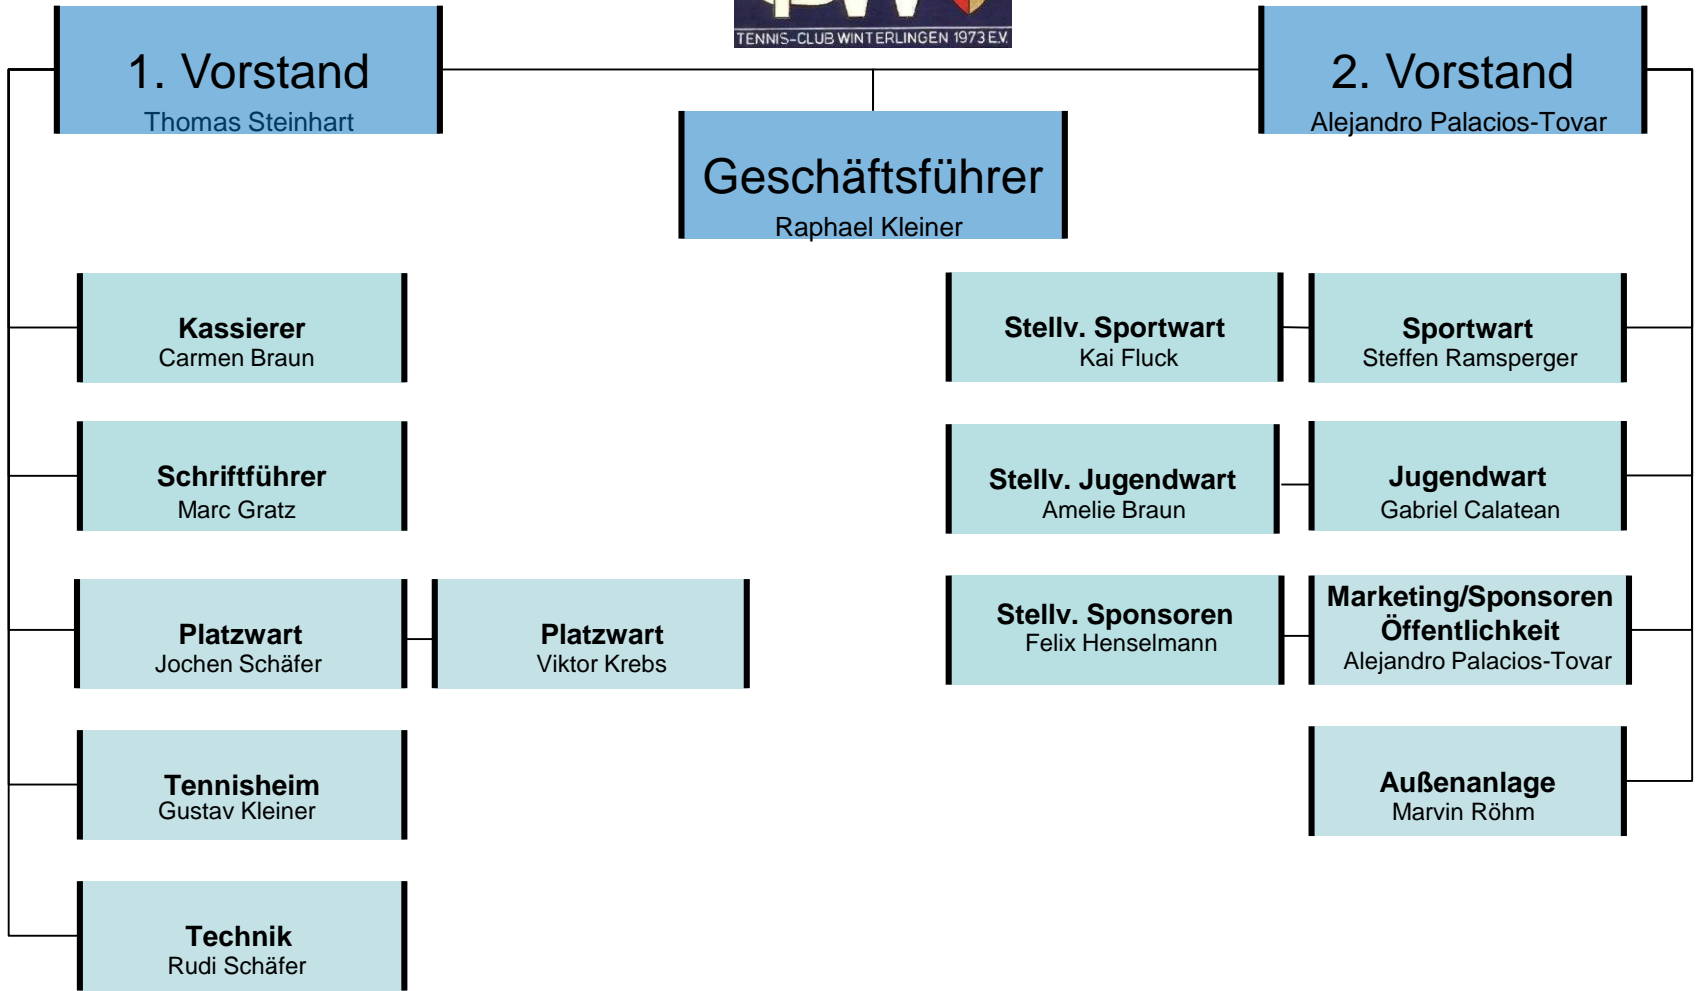 TENNIS-CLUB WINTERLINGEN 1973 E.V.
1. Vorstand
Thomas Steinhart
2. Vorstand
Alejandro Palacios-Tovar
Geschäftsführer
Raphael Kleiner
Kassierer
Carmen Braun
Stellv. Sportwart
Kai Fluck
Sportwart
Steffen Ramsperger
Schriftführer
Marc Gratz
Stellv. Jugendwart
Amelie Braun
Jugendwart
Gabriel Calatean
Platzwart
Jochen Schäfer
Platzwart
Viktor Krebs
Stellv. Sponsoren
Felix Henselmann
Marketing/Sponsoren
Öffentlichkeit
Alejandro Palacios-Tovar
Tennisheim
Gustav Kleiner
Außenanlage
Marvin Röhm
Technik
Rudi Schäfer